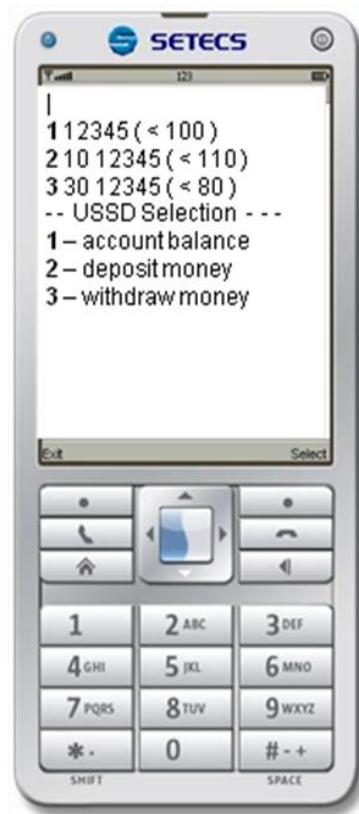 SETECS
123
1 12345 ( < 100 )
2 10 12345 ( < 110 )
3 30 12345 ( < 80 )
-- USSD Selection - - -
1 – account balance
2 – deposit money
3 – withdraw money
Exit Select
1 2 ABC 3 DEF
4 GHI 5 JKL 6 MNO
7 PQRS 8 TUV 9 WXYZ
* . 0 # - +
SHIFT SPACE